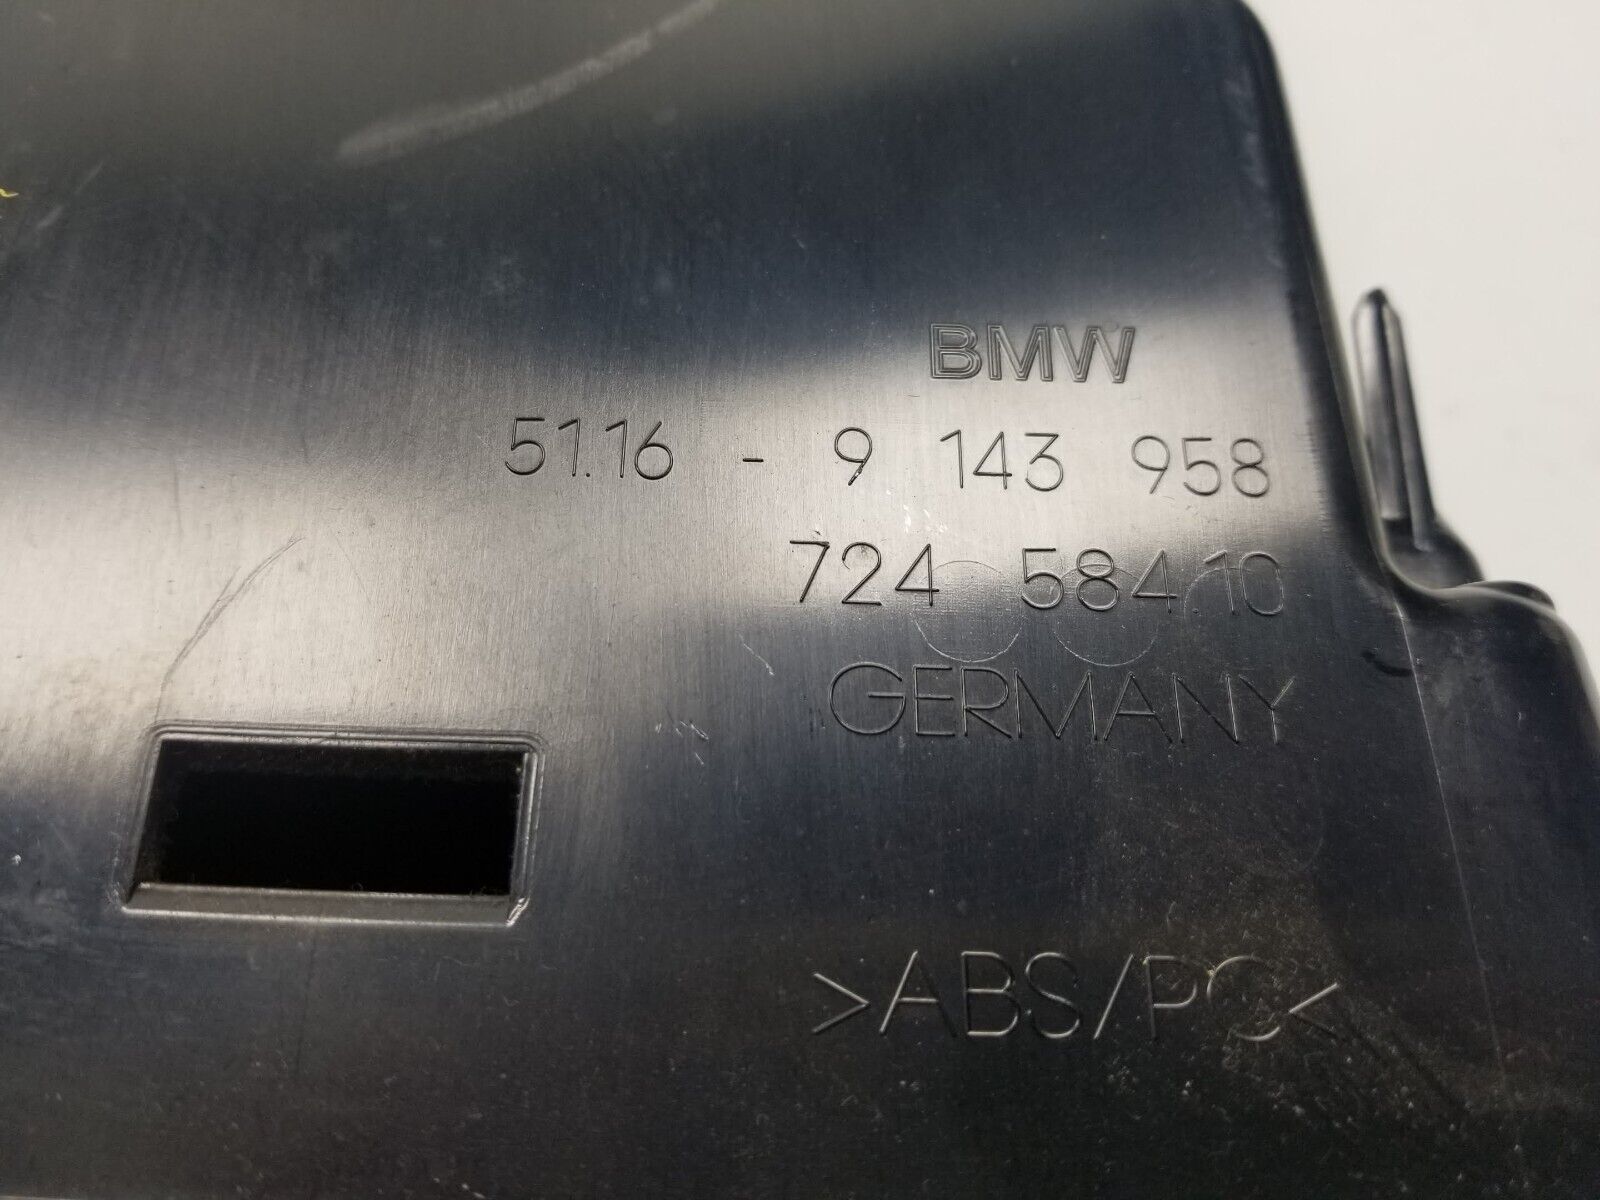 BMW
51.16 - 9 143 958
724 584.10
GERMANY
>ABS/PC<